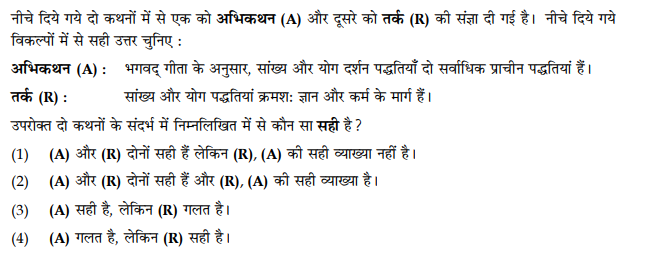 नीचे दिये गये दो कथनों में से एक को अभिकथन (A) और दूसरे को तर्क (R) की संज्ञा दी गई है। नीचे दिये गये
विकल्पों में से सही उत्तर चुनिए :
अभिकथन (A) : भगवद् गीता के अनुसार, सांख्य और योग दर्शन पद्धतियाँ दो सर्वाधिक प्राचीन पद्धतियां हैं।
तर्क (R) : सांख्य और योग पद्धतियां क्रमश: ज्ञान और कर्म के मार्ग हैं।
उपरोक्त दो कथनों के संदर्भ में निम्नलिखित में से कौन सा सही है?
(1) (A) और (R) दोनों सही हैं लेकिन (R), (A) की सही व्याख्या नहीं है।
(2) (A) और (R) दोनों सही हैं और (R), (A) की सही व्याख्या है।
(3) (A) सही है, लेकिन (R) गलत है।
(4) (A) गलत है, लेकिन (R) सही है।